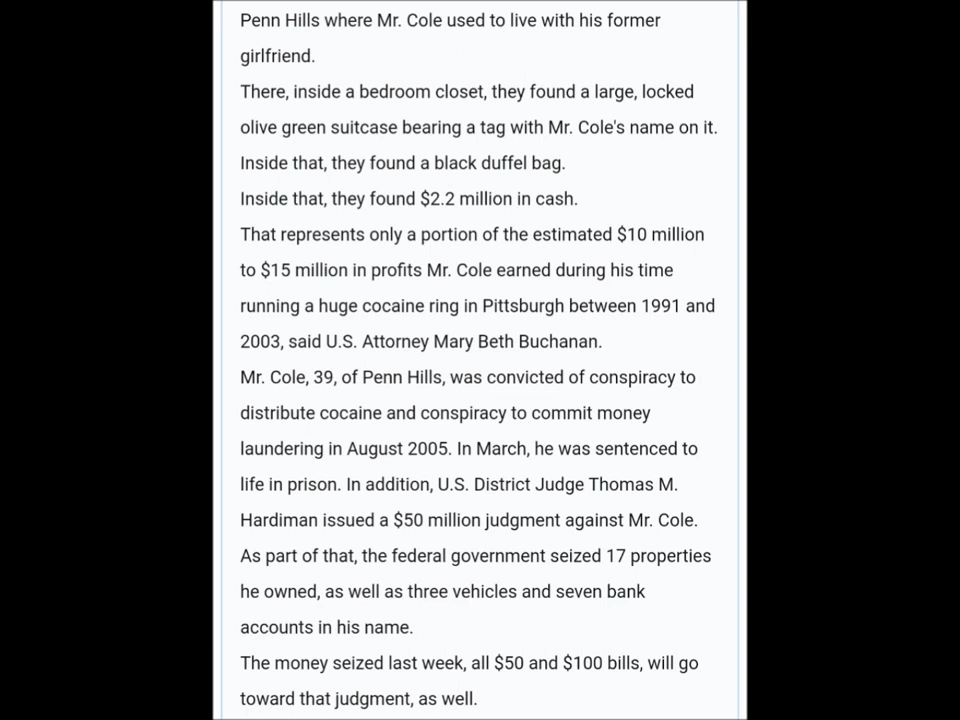 Penn Hills where Mr. Cole used to live with his former
girlfriend.
There, inside a bedroom closet, they found a large, locked
olive green suitcase bearing a tag with Mr. Cole's name on it.
Inside that, they found a black duffel bag.
Inside that, they found $2.2 million in cash.
That represents only a portion of the estimated $10 million
to $15 million in profits Mr. Cole earned during his time
running a huge cocaine ring in Pittsburgh between 1991 and
2003, said U.S. Attorney Mary Beth Buchanan.
Mr. Cole, 39, of Penn Hills, was convicted of conspiracy to
distribute cocaine and conspiracy to commit money
laundering in August 2005. In March, he was sentenced to
life in prison. In addition, U.S. District Judge Thomas M.
Hardiman issued a $50 million judgment against Mr. Cole.
As part of that, the federal government seized 17 properties
he owned, as well as three vehicles and seven bank
accounts in his name.
The money seized last week, all $50 and $100 bills, will go
toward that judgment, as well.